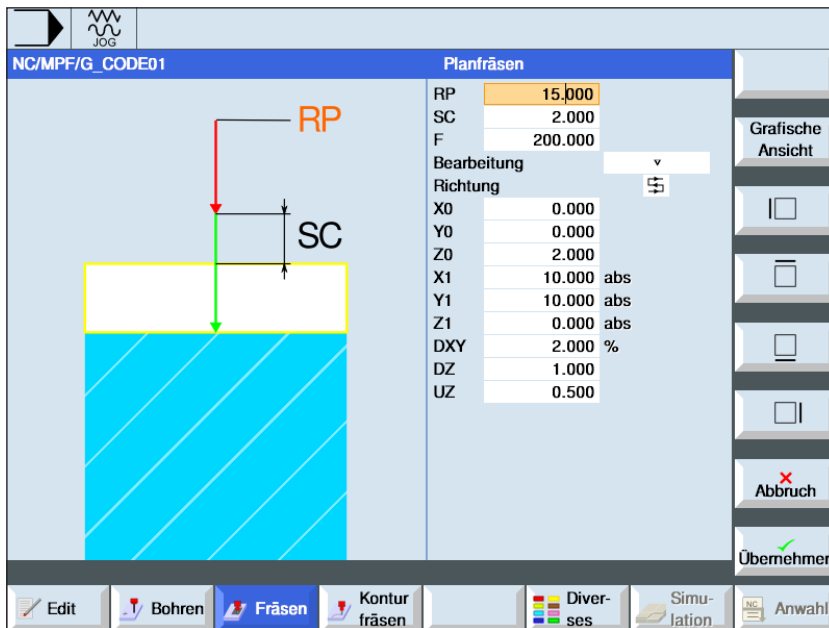 JOG
NC/MPF/G_CODE01
Planfräsen
RP
SC
RP 15.000
SC 2.000
F 200.000
Bearbeitung ▿
Richtung
X0 0.000
Y0 0.000
Z0 2.000
X1 10.000 abs
Y1 10.000 abs
Z1 0.000 abs
DXY 2.000 %
DZ 1.000
UZ 0.500
Grafische
Ansicht
Abbruch
Übernehmen
Edit
Bohren
Fräsen
Kontur
fräsen
Diver-
ses
Simu-
lation
NC
Anwahl